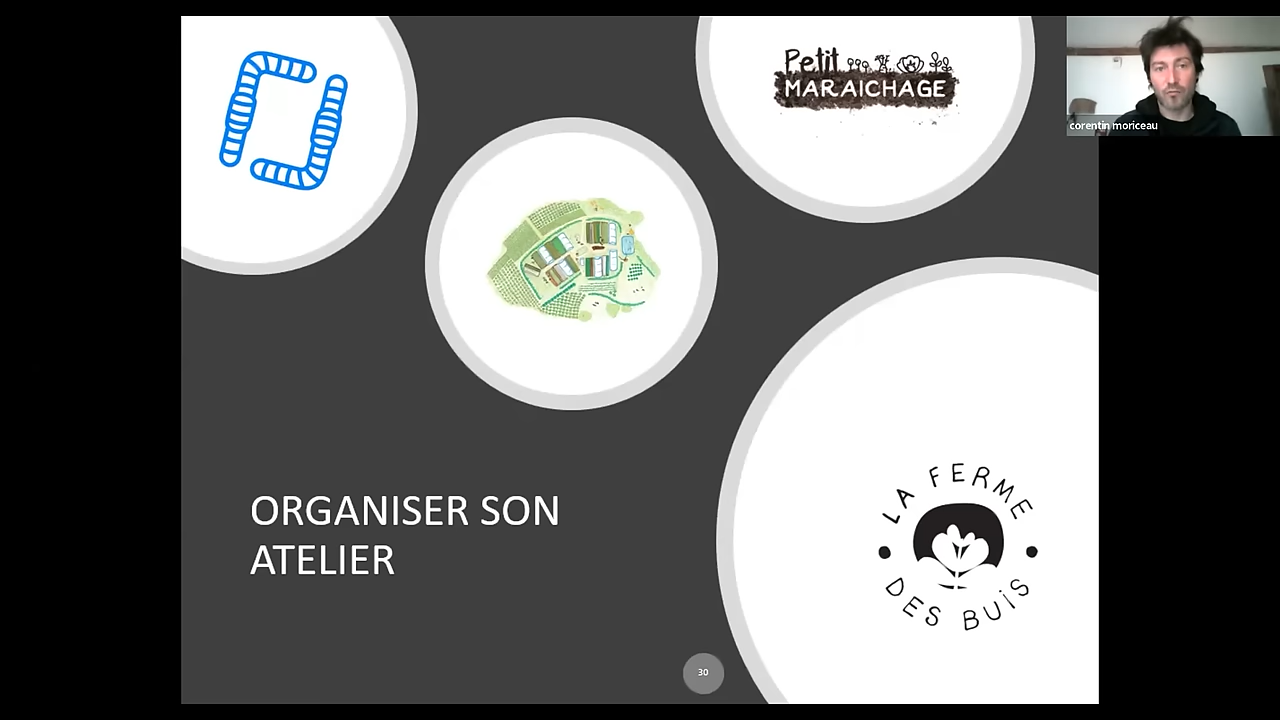 Petit
MARAICHAGE
corentin moriceau
ORGANISER SON
ATELIER
LA FERME
DES BUIS
30